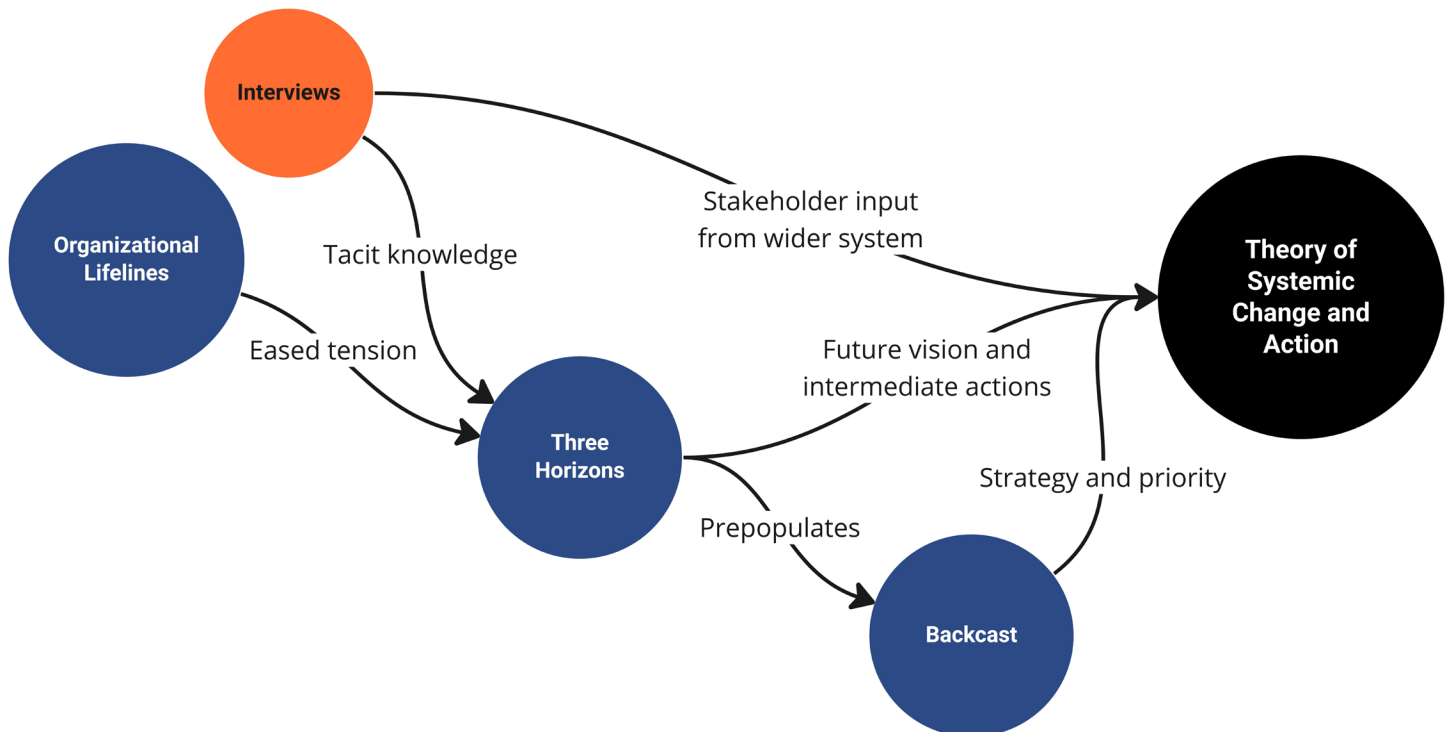 Interviews
Organizational
Lifelines
Tacit knowledge
Eased tension
Stakeholder input
from wider system
Three
Horizons
Future vision and
intermediate actions
Prepopulates
Strategy and priority
Backcast
Theory of
Systemic
Change and
Action